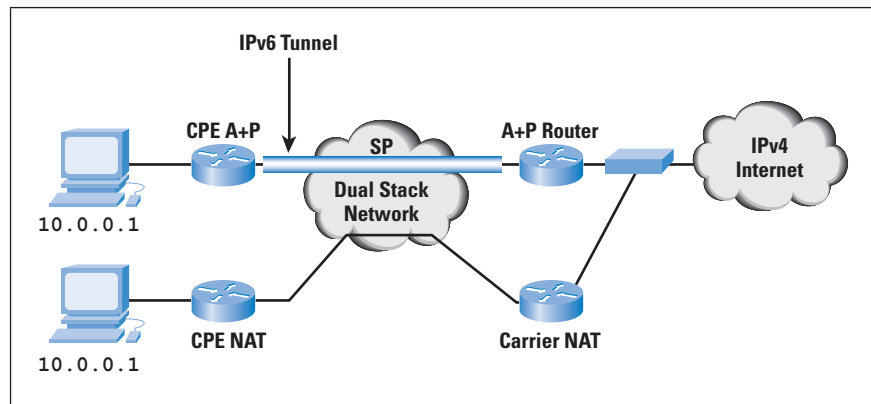 IPv6 Tunnel
CPE A+P
SP
A+P Router
IPv4
Internet
Dual Stack
Network
10.0.0.1
CPE NAT
Carrier NAT
10.0.0.1